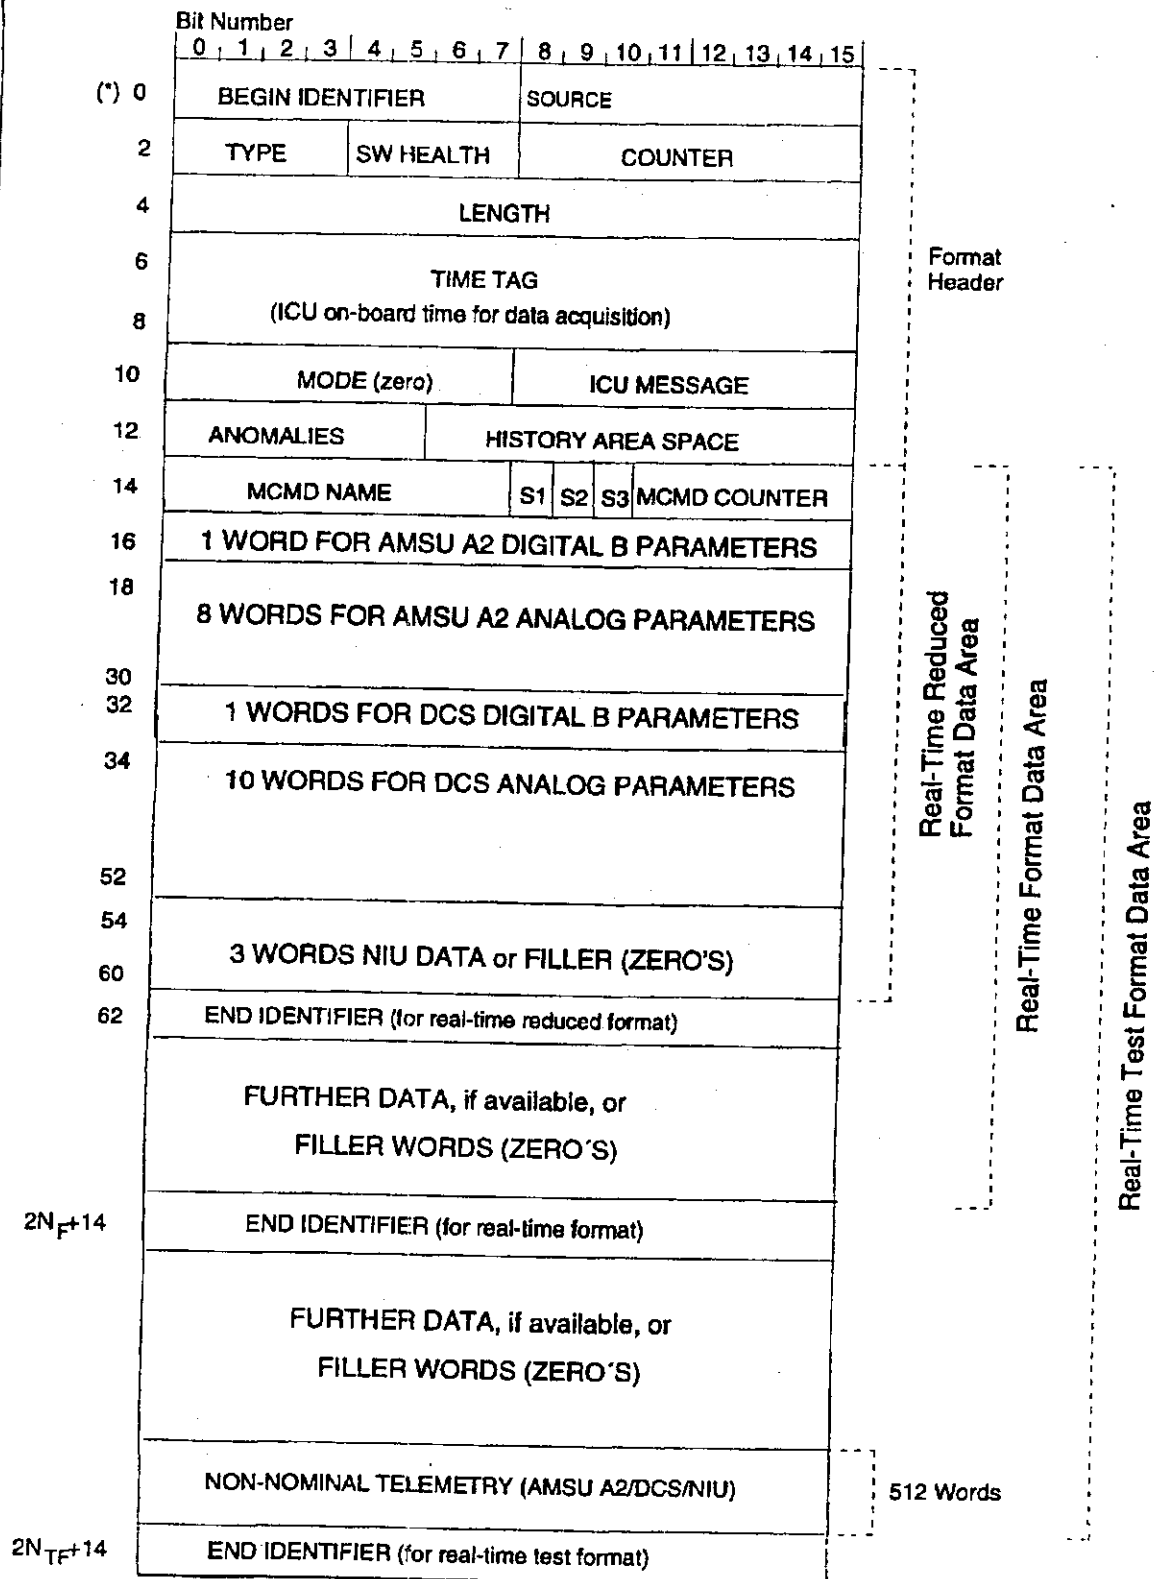 Bit Number
0 1 2 3 4 5 6 7 8 9 10 11 12 13 14 15
(*) 0 BEGIN IDENTIFIER SOURCE
2 TYPE SW HEALTH COUNTER
4 LENGTH
6 TIME TAG
8 (ICU on-board time for data acquisition)
Format
Header
10 MODE (zero) ICU MESSAGE
12 ANOMALIES HISTORY AREA SPACE
14 MCMD NAME S1 S2 S3 MCMD COUNTER
16 1 WORD FOR AMSU A2 DIGITAL B PARAMETERS
18
8 WORDS FOR AMSU A2 ANALOG PARAMETERS
30
32 1 WORDS FOR DCS DIGITAL B PARAMETERS
34 10 WORDS FOR DCS ANALOG PARAMETERS
52
54
3 WORDS NIU DATA or FILLER (ZERO'S)
60
62 END IDENTIFIER (for real-time reduced format)
FURTHER DATA, if available, or
FILLER WORDS (ZERO´S)
2NF+14 END IDENTIFIER (for real-time format)
FURTHER DATA, if available, or
FILLER WORDS (ZERO´S)
NON-NOMINAL TELEMETRY (AMSU A2/DCS/NIU)
512 Words
2NTF+14 END IDENTIFIER (for real-time test format)
Real-Time Reduced
Format Data Area
Real-Time Format Data Area
Real-Time Test Format Data Area